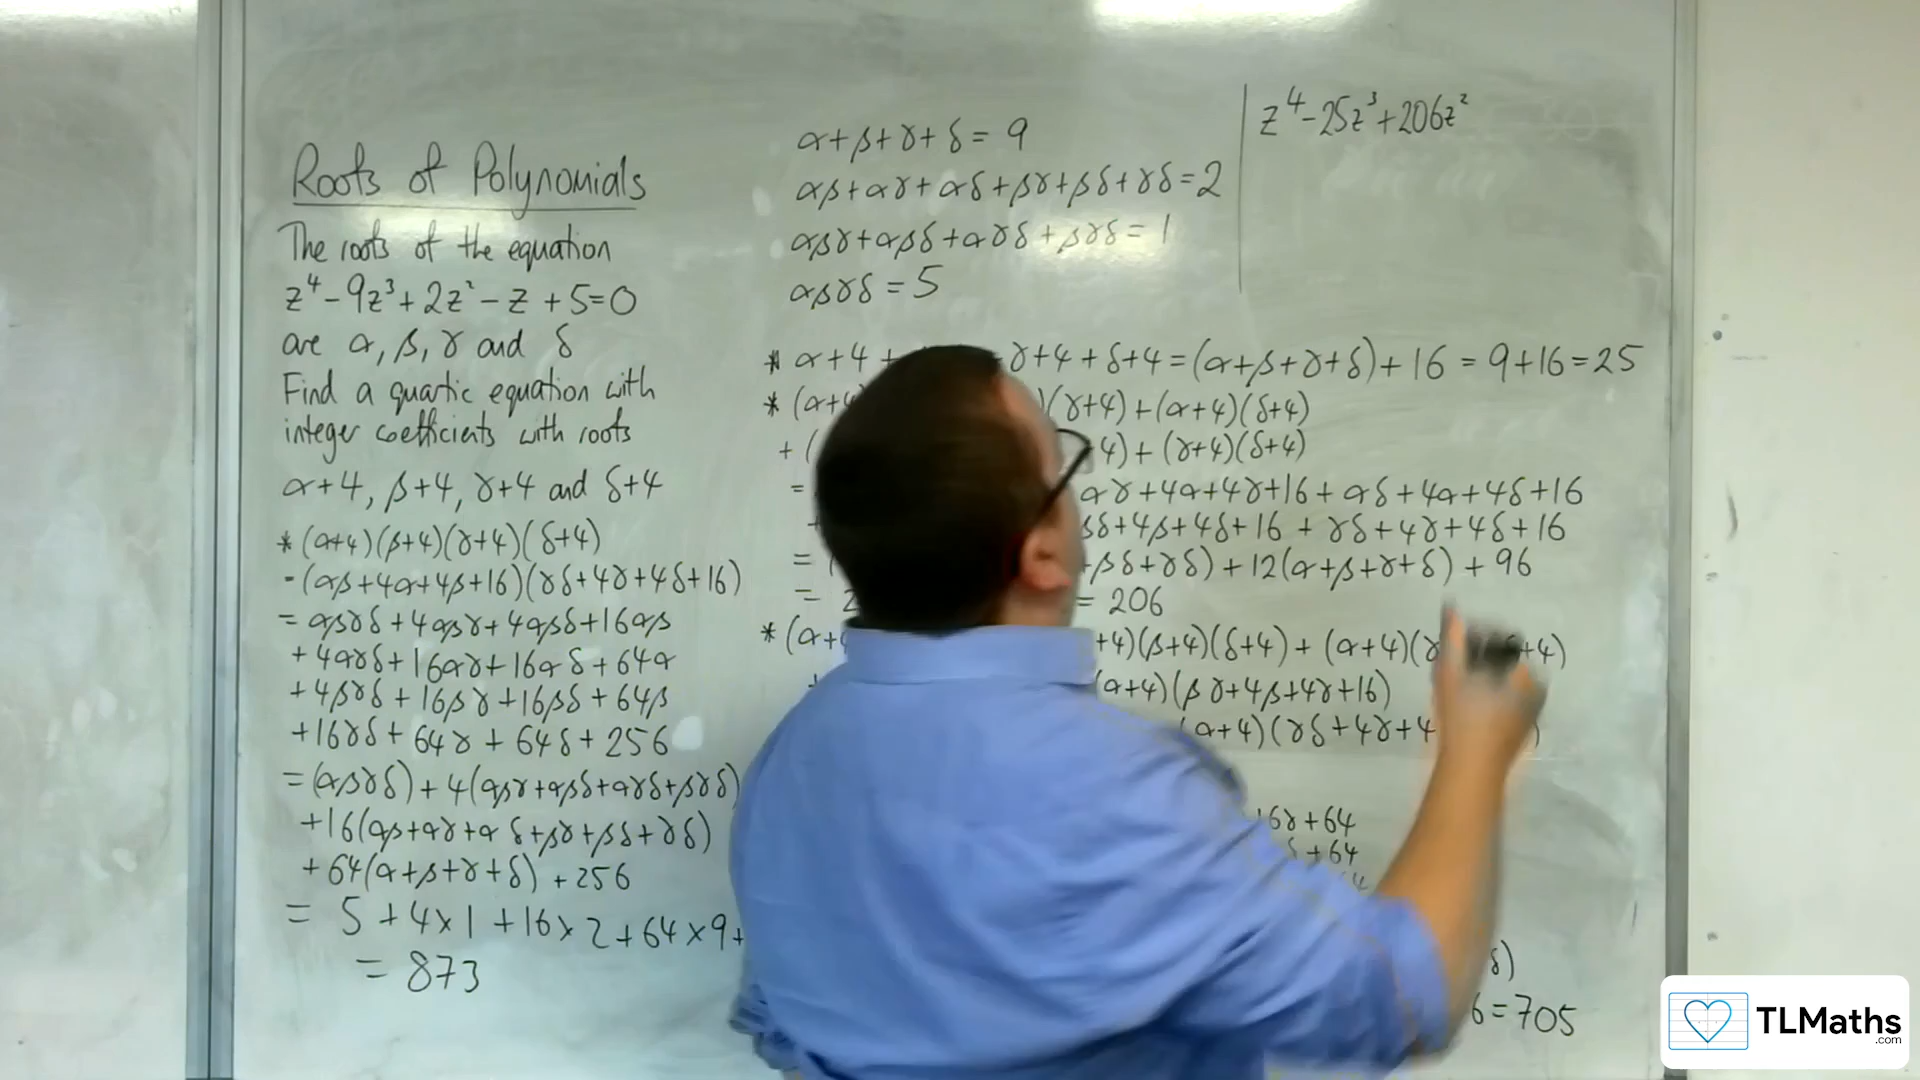 Roots of Polynomials
The roots of the equation
z⁴ - 9z³ + 2z² - z + 5 = 0
are α, β, γ and δ
Find a quartic equation with
integer coefficients with roots
α+4, β+4, γ+4 and δ+4
* (α+4)(β+4)(γ+4)(δ+4)
- (αβ+4α+4β+16)(γδ+4γ+4δ+16)
= αβγδ+4αβγ+4αβδ+16αβ
+ 4αγδ+16αγ+16αδ+64α
+ 4βγδ+16βγ+16βδ+64β
+16γδ+64γ+64δ+256
= (αβγδ)+4(αβγ+αβδ+αγδ+βγδ)
+16(αβ+αγ+αδ+βγ+βδ+γδ)
+64(α+β+γ+δ)+256
= 5+4×1+16×2+64×9+
= 873
α+β+γ+δ = 9
αβ+αγ+αδ+βγ+βδ+γδ=2
αβγ+αβδ+αγδ+βγδ=1
αβγδ = 5
* α+4 + γ+4+δ+4=(α+β+γ+δ)+16 = 9+16=25
* (α+4 )(γ+4)+(α+4)(δ+4)
+ ( 4)+(γ+4)(δ+4)
= αγ+4α+4γ+16+αδ+4α+4δ+16
+ βδ+4β+4δ+16+γδ+4γ+4δ+16
= ( +βδ+γδ)+12(α+β+γ+δ)+96
= 2 = 206
* (α+4 +4)(β+4)(δ+4)+(α+4)(γ +4)
+ (α+4)(βγ+4β+4γ+16)
(α+4)(γδ+4γ+4 )
16γ+64
δ+64
64
δ)
6=705
z⁴-25z³+206z²
TLMaths
.com